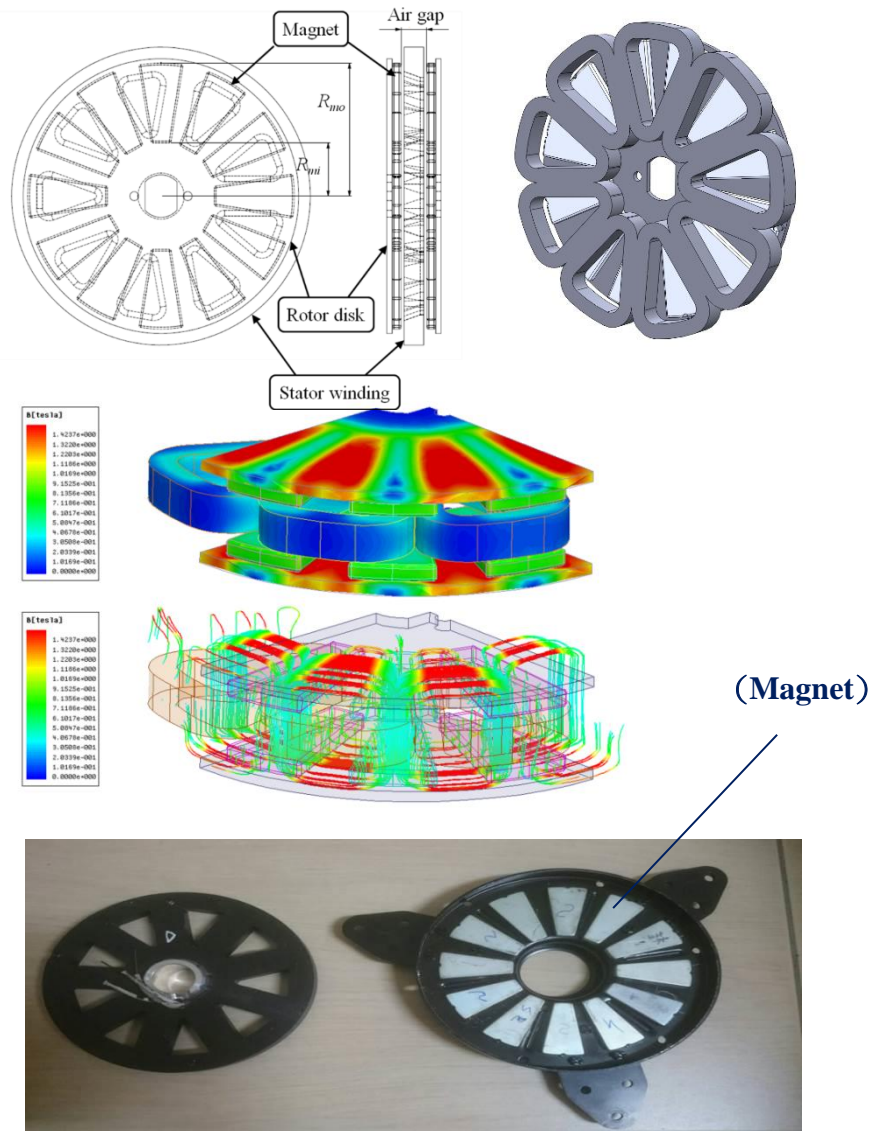 Air gap
Magnet
R_mo
R_mi
Rotor disk
Stator winding
B[tesla]
1.4237e+000
1.3220e+000
1.2203e+000
1.1186e+000
1.0169e+000
9.1525e-001
8.1356e-001
7.1186e-001
6.1017e-001
5.0847e-001
4.0678e-001
3.0508e-001
2.0339e-001
1.0169e-001
0.0000e+000
B[tesla]
1.4237e+000
1.3220e+000
1.2203e+000
1.1186e+000
1.0169e+000
9.1525e-001
8.1356e-001
7.1186e-001
6.1017e-001
5.0847e-001
4.0678e-001
3.0508e-001
2.0339e-001
1.0169e-001
0.0000e+000
（Magnet）